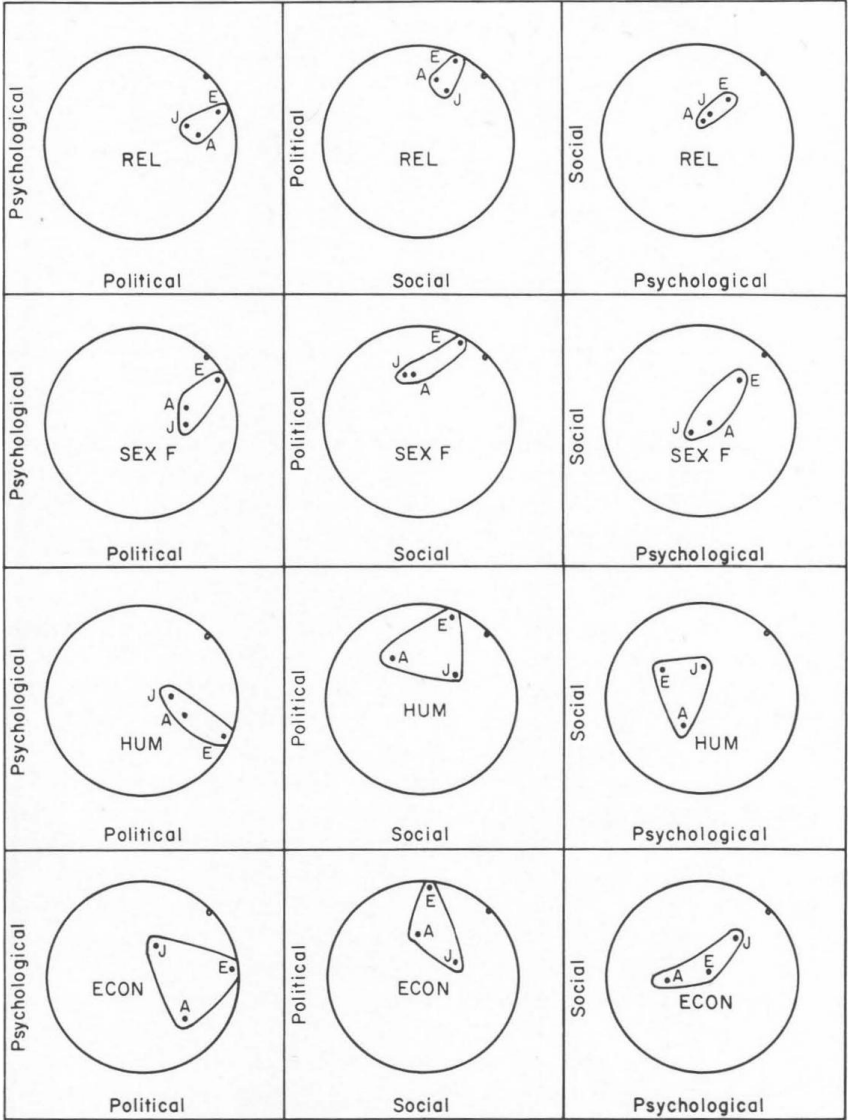 Psychological
E
J
A
REL
Political
Political
E
A
J
REL
Social
Social
J E
A
REL
Psychological
Psychological
E
A
J
SEX F
Political
Political
E
J
A
SEX F
Social
Social
E
J A
SEX F
Psychological
Psychological
J
A
HUM E
Political
Political
E
A
J
HUM
Social
Social
E J
A
HUM
Psychological
Psychological
J
E
ECON
A
Political
Political
E
A
J
ECON
Social
Social
J
A E
ECON
Psychological